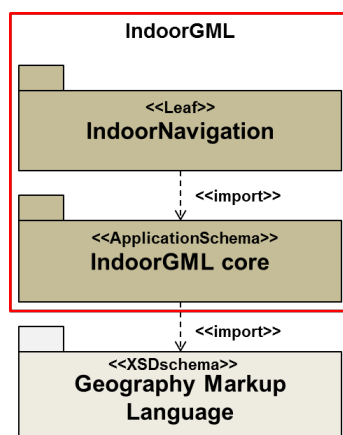 IndoorGML
<<Leaf>>
IndoorNavigation
<<import>>
<<ApplicationSchema>>
IndoorGML core
<<import>>
<<XSDschema>>
Geography Markup
Language